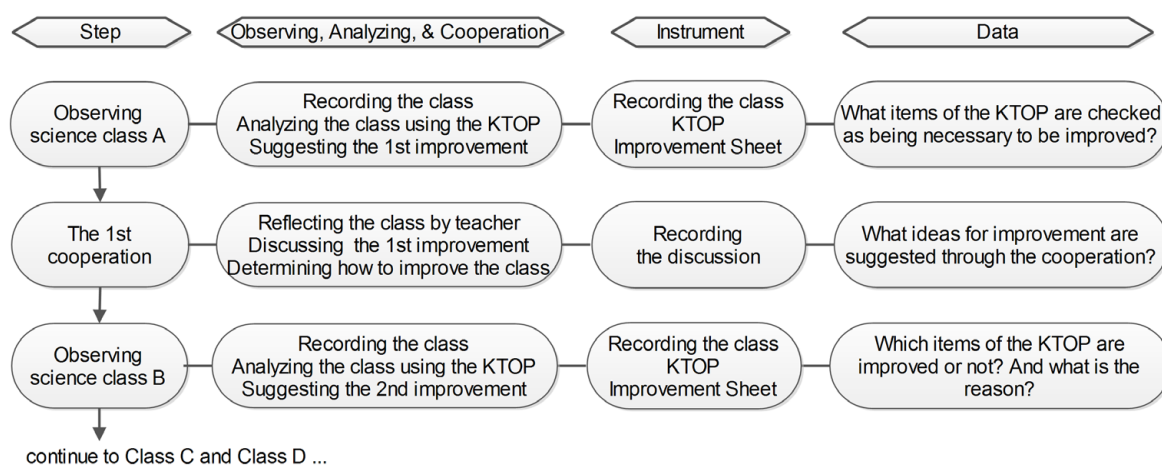 Step
Observing, Analyzing, & Cooperation
Instrument
Data
Observing
science class A
Recording the class
Analyzing the class using the KTOP
Suggesting the 1st improvement
Recording the class
KTOP
Improvement Sheet
What items of the KTOP are checked
as being necessary to be improved?
The 1st
cooperation
Reflecting the class by teacher
Discussing the 1st improvement
Determining how to improve the class
Recording
the discussion
What ideas for improvement are
suggested through the cooperation?
Observing
science class B
Recording the class
Analyzing the class using the KTOP
Suggesting the 2nd improvement
Recording the class
KTOP
Improvement Sheet
Which items of the KTOP are
improved or not? And what is the
reason?
continue to Class C and Class D ...